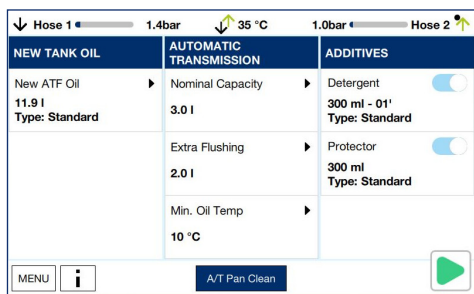 Hose 1 1.4bar 35 °C 1.0bar Hose 2
NEW TANK OIL
New ATF Oil
11.9 l
Type: Standard
AUTOMATIC
TRANSMISSION
Nominal Capacity
3.0 l
Extra Flushing
2.0 l
Min. Oil Temp
10 °C
ADDITIVES
Detergent
300 ml - 01'
Type: Standard
Protector
300 ml
Type: Standard
MENU i A/T Pan Clean